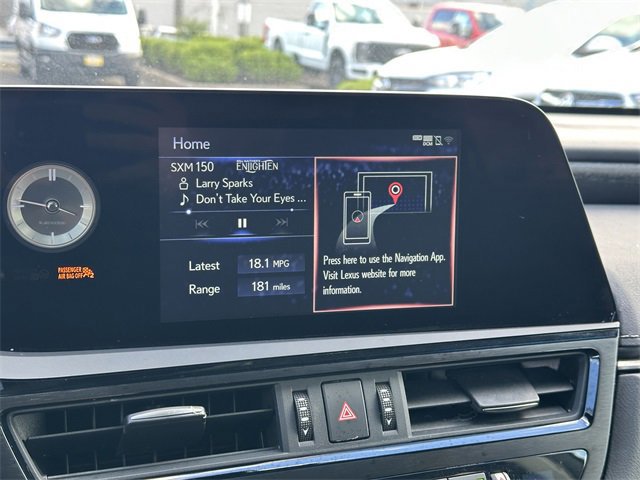 Home
DCM
SXM 150
ENLIGHTEN
Larry Sparks
Don't Take Your Eyes ...
Latest 18.1 MPG
Range 181 miles
Press here to use the Navigation App.
Visit Lexus website for more
information.
PASSENGER
AIR BAG OFF